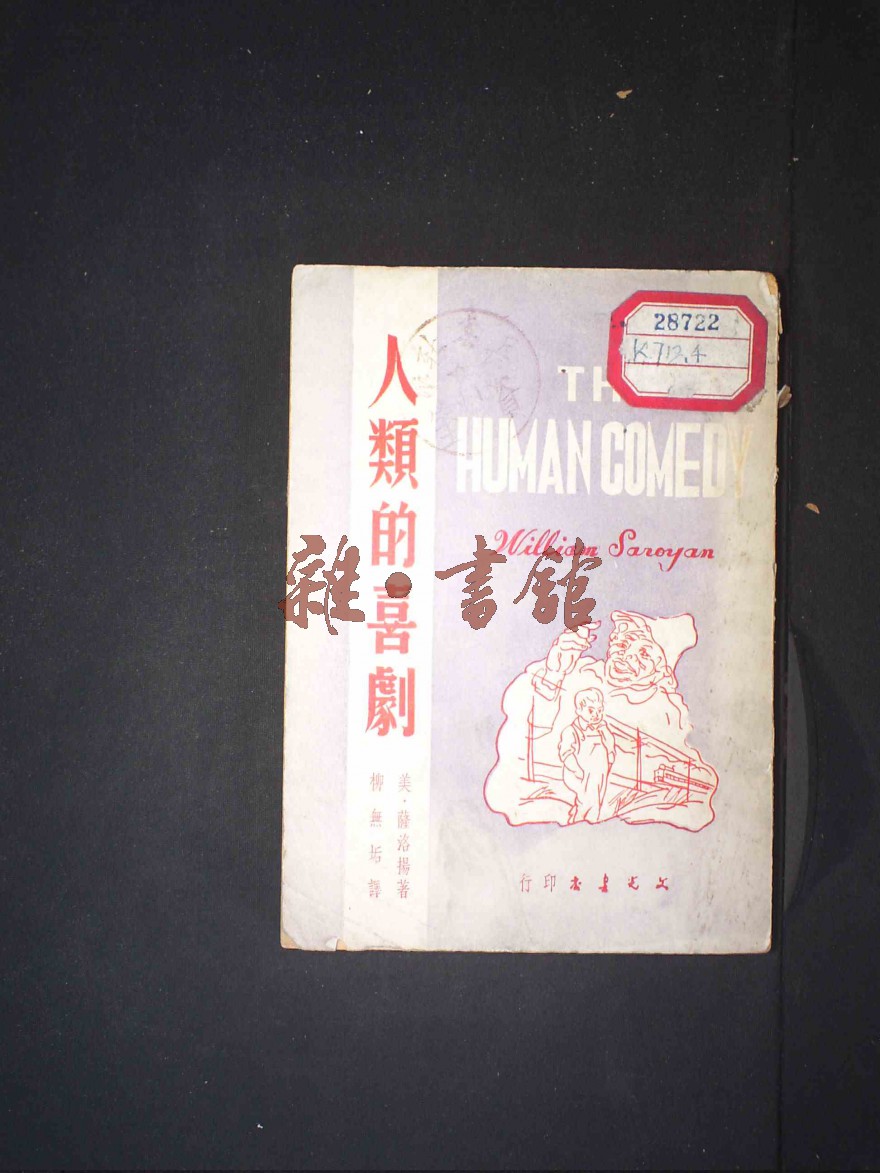 人類的喜劇
美·薩洛揚著
柳無垢譯
28722
K712.4
TH
HUMAN COMEDY
William Saroyan
雜·書館
行印店書光文